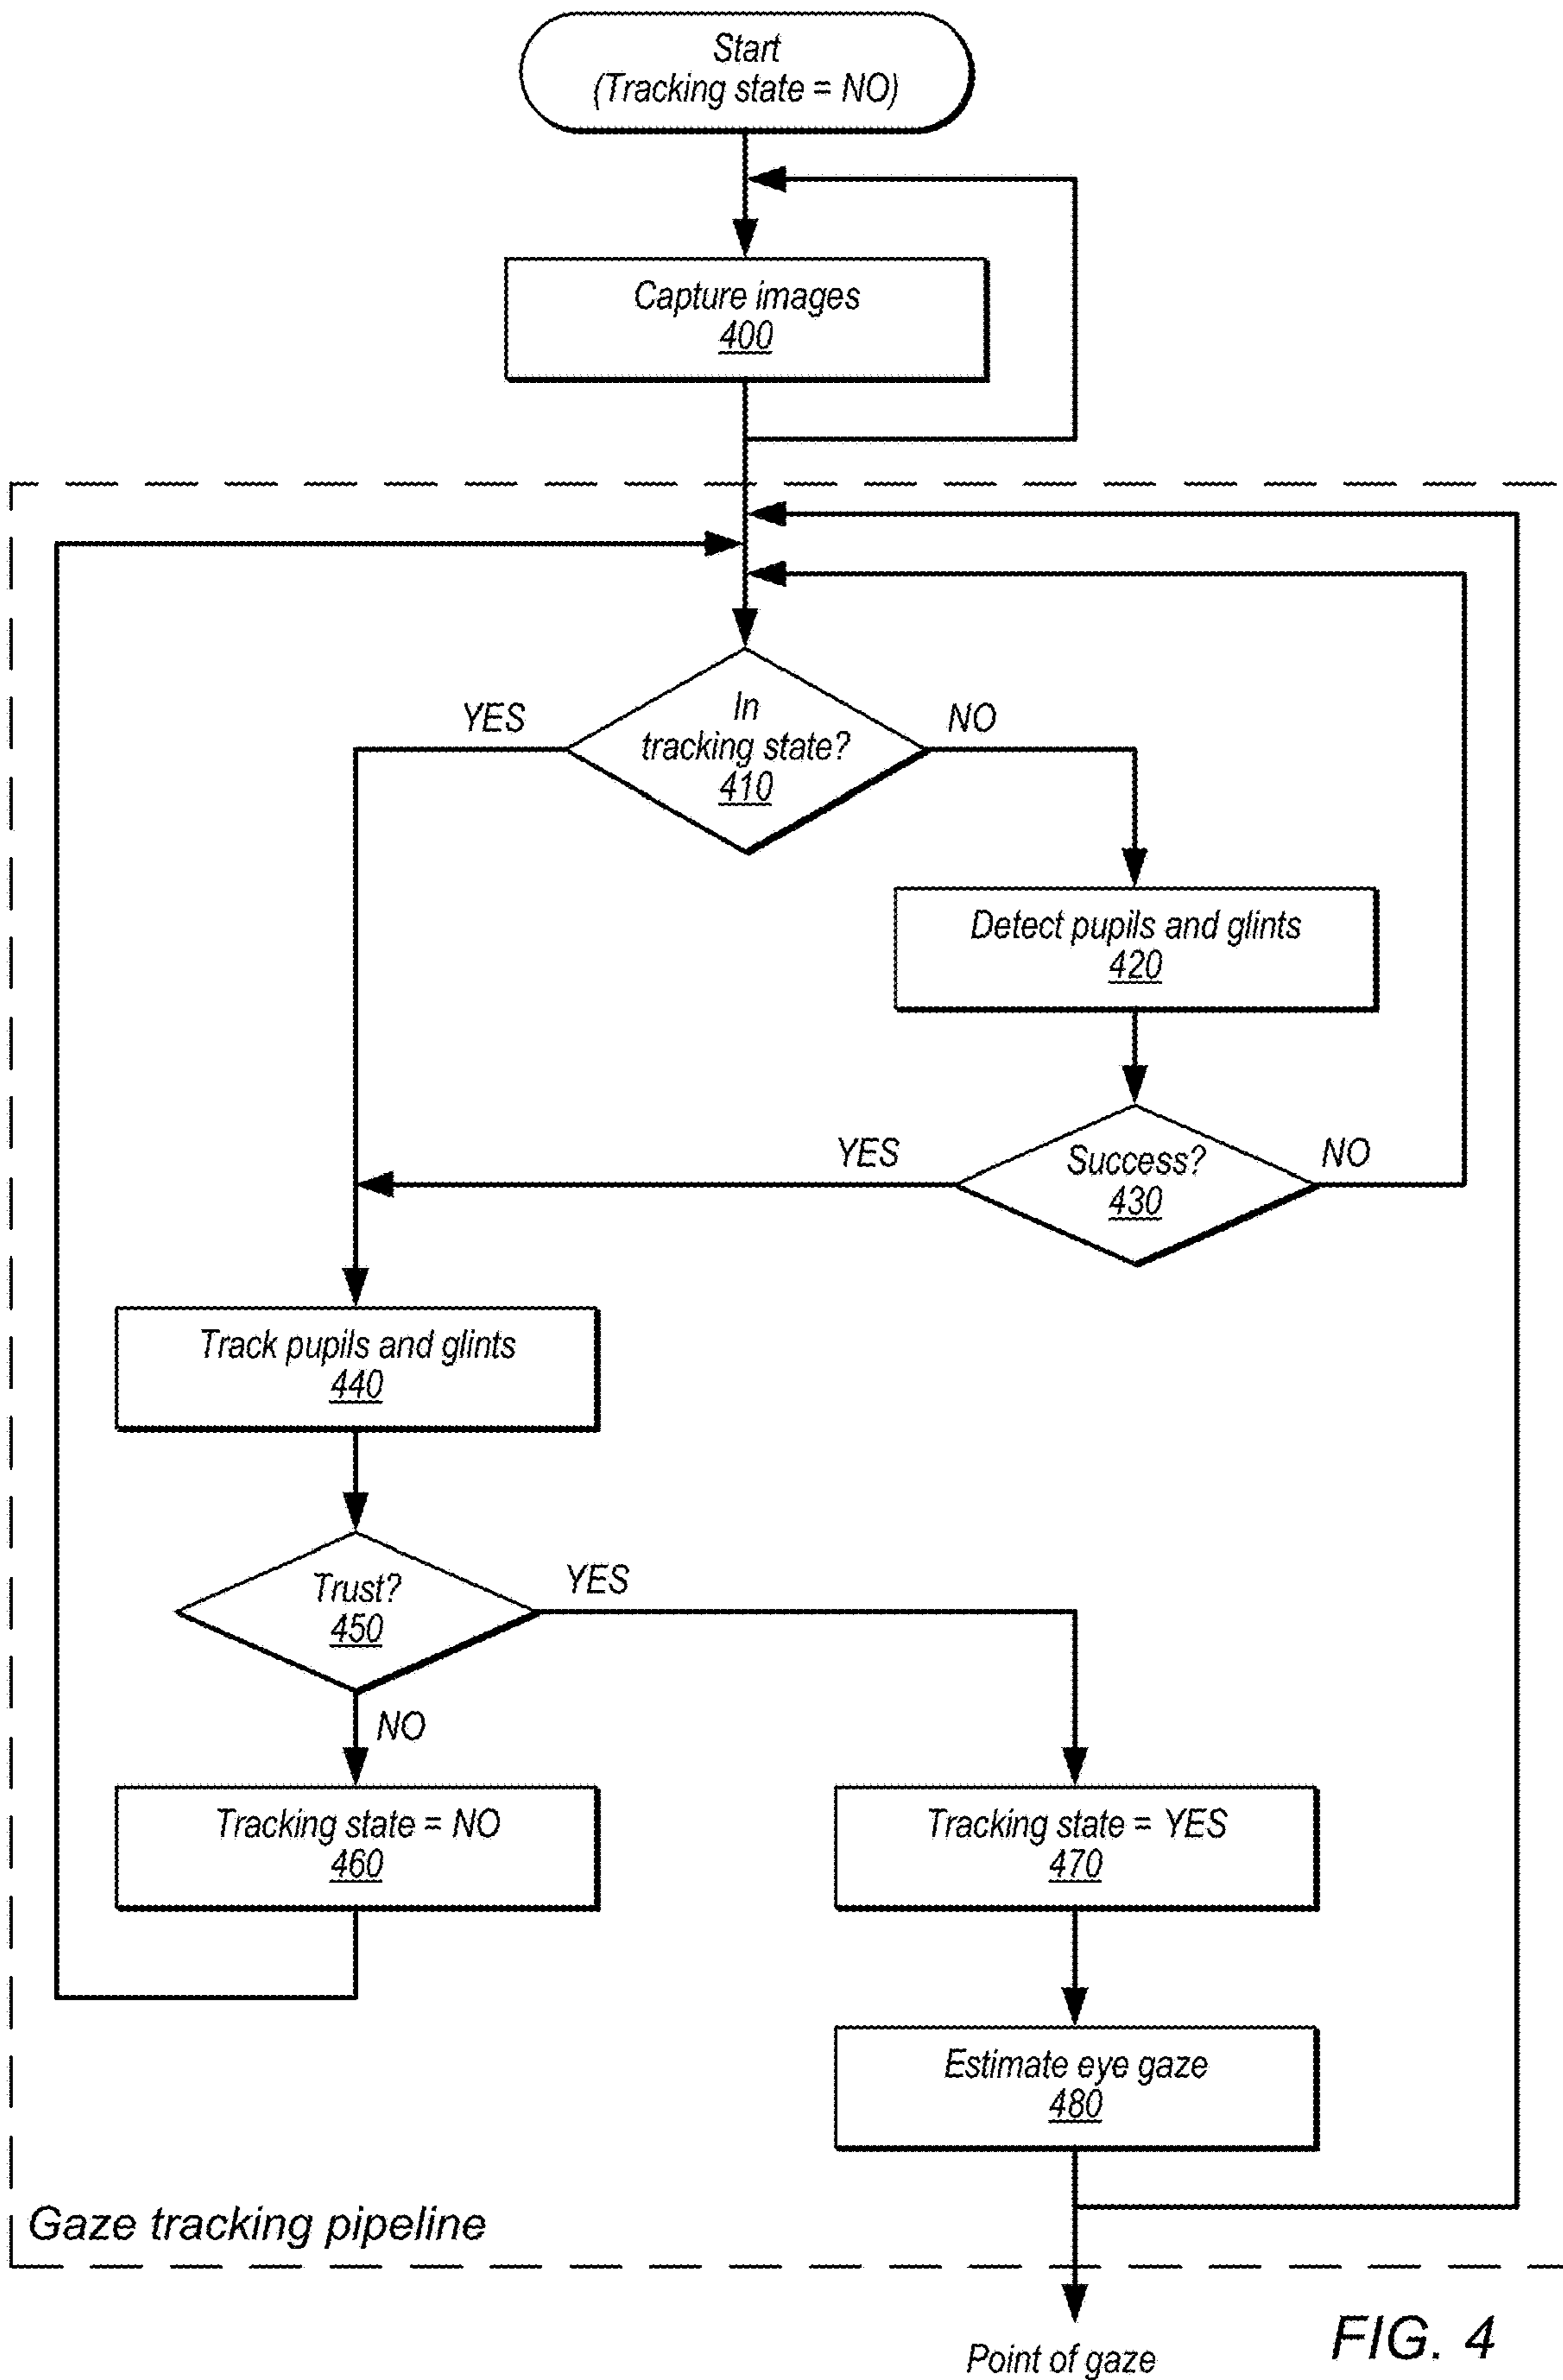 Start
(Tracking state = NO)
Capture images
400
In
tracking state?
410
YES
NO
Detect pupils and glints
420
Success?
430
YES
NO
Track pupils and glints
440
Trust?
450
YES
NO
Tracking state = NO
460
Tracking state = YES
470
Estimate eye gaze
480
Gaze tracking pipeline
Point of gaze
FIG. 4